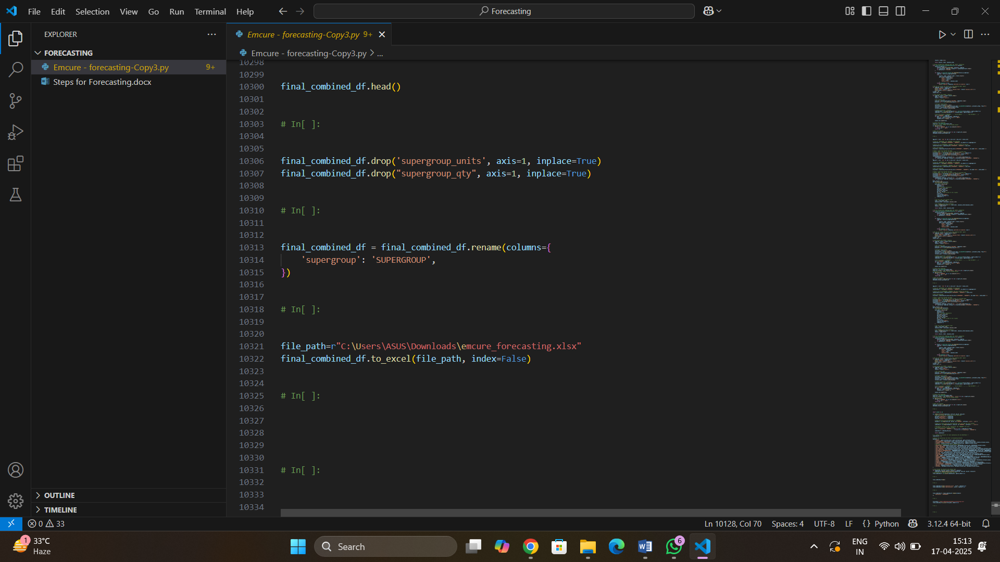 File Edit Selection View Go Run Terminal Help
Forecasting
EXPLORER
FORECASTING
Emcure - forecasting-Copy3.py 9+
Steps for Forecasting.docx
OUTLINE
TIMELINE
Emcure - forecasting-Copy3.py 9+
Emcure - forecasting-Copy3.py > ...
10298
10299
10300 final_combined_df.head()
10301
10302
10303 # In[ ]:
10304
10305
10306 final_combined_df.drop('supergroup_units', axis=1, inplace=True)
10307 final_combined_df.drop("supergroup_qty", axis=1, inplace=True)
10308
10309
10310 # In[ ]:
10311
10312
10313 final_combined_df = final_combined_df.rename(columns={
10314     'supergroup': 'SUPERGROUP',
10315 })
10316
10317
10318 # In[ ]:
10319
10320
10321 file_path=r"C:\Users\ASUS\Downloads\emcure_forecasting.xlsx"
10322 final_combined_df.to_excel(file_path, index=False)
10323
10324
10325 # In[ ]:
10326
10327
10328
10329
10330
10331 # In[ ]:
10332
10333
10334
0 33
Ln 10128, Col 70 Spaces: 4 UTF-8 LF {} Python 3.12.4 64-bit
1
33°C
Haze
Search
6
ENG
IN
15:13
17-04-2025